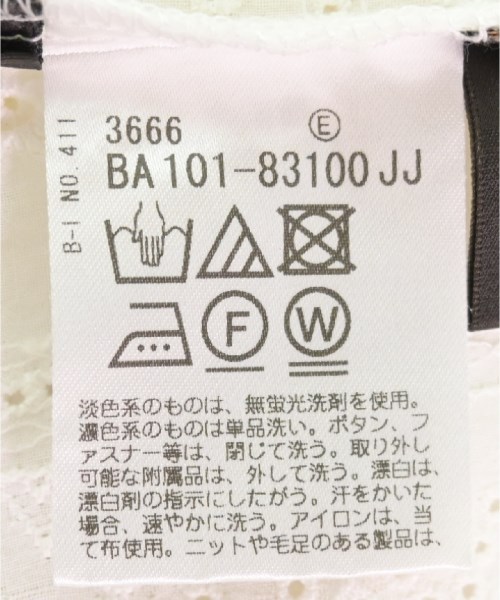 B-I NO.411
3666 Ⓔ
BA101-83100JJ
F W
淡色系のものは、無蛍光洗剤を使用。
濃色系のものは単品洗い。ボタン、フ
ァスナー等は、閉じて洗う。取り外し
可能な附属品は、外して洗う。漂白は、
漂白剤の指示にしたがう。汗をかいた
場合、速やかに洗う。アイロンは、当
て布使用。ニットや毛足のある製品は、